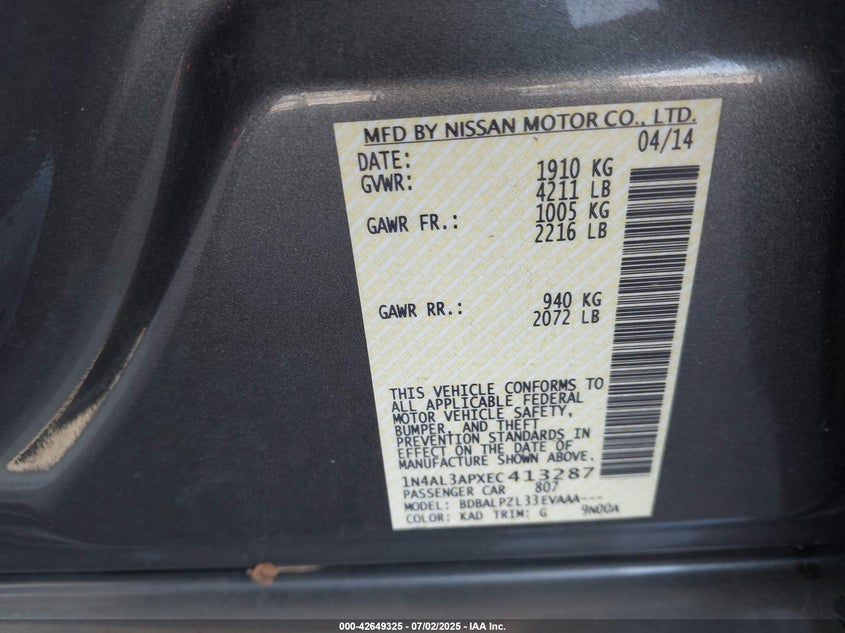 MFD BY NISSAN MOTOR CO., LTD.
DATE: 04/14
GVWR: 1910 KG
4211 LB
GAWR FR.: 1005 KG
2216 LB
GAWR RR.: 940 KG
2072 LB
THIS VEHICLE CONFORMS TO
ALL APPLICABLE FEDERAL
MOTOR VEHICLE SAFETY,
BUMPER, AND THEFT
PREVENTION STANDARDS IN
EFFECT ON THE DATE OF
MANUFACTURE SHOWN ABOVE.
1N4AL3APXEC413287
PASSENGER CAR 807
MODEL: BDBALPZL33EVAAA---
COLOR: KAD TRIM: G 9N00A
000-42649325 - 07/02/2025 - IAA Inc.